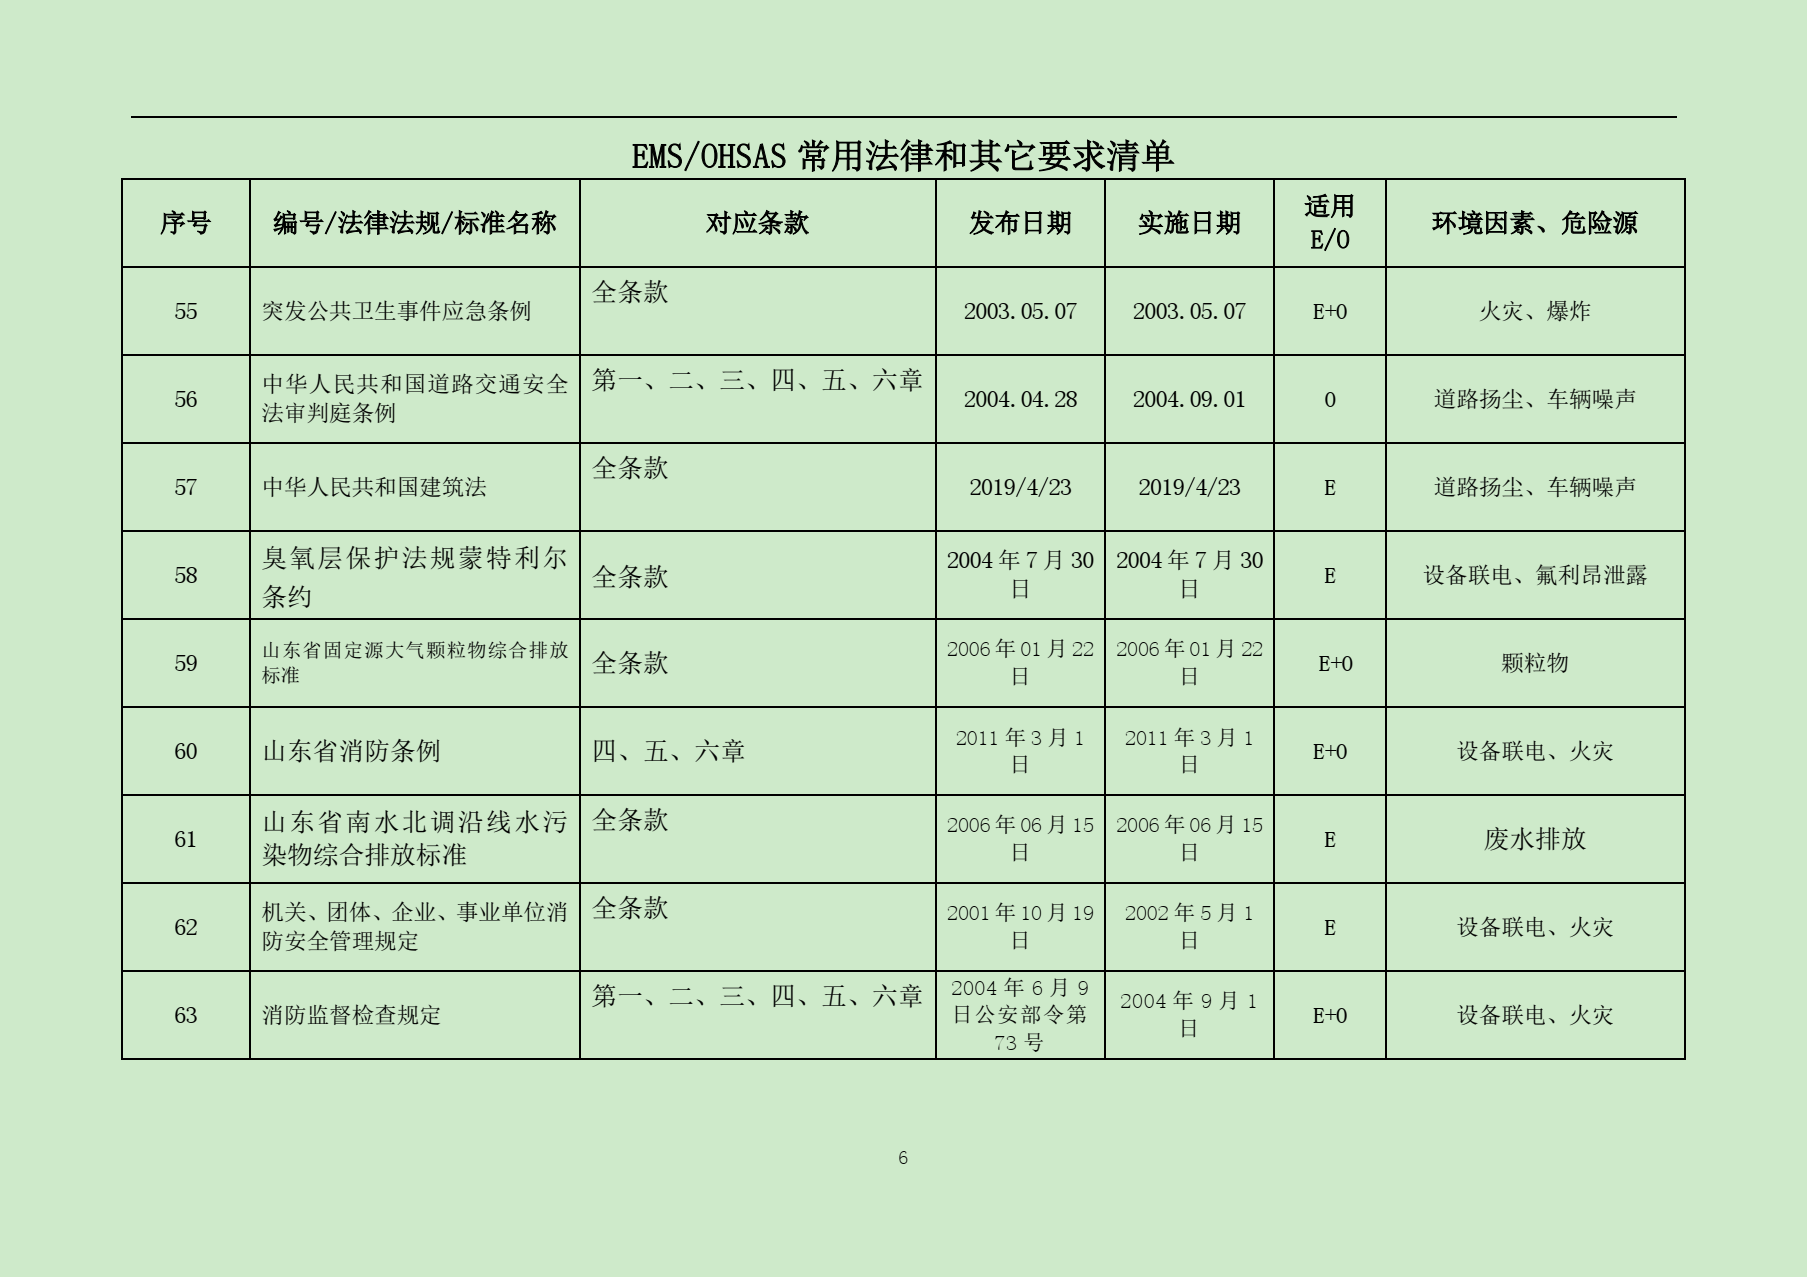 EMS/OHSAS 常用法律和其它要求清单
序号 编号/法律法规/标准名称 对应条款 发布日期 实施日期 适用 E/O 环境因素、危险源
55 突发公共卫生事件应急条例 全条款 2003.05.07 2003.05.07 E+O 火灾、爆炸
56 中华人民共和国道路交通安全
法审判庭条例 第一、二、三、四、五、六章 2004.04.28 2004.09.01 O 道路扬尘、车辆噪声
57 中华人民共和国建筑法 全条款 2019/4/23 2019/4/23 E 道路扬尘、车辆噪声
58 臭氧层保护法规蒙特利尔
条约 全条款 2004 年 7 月 30
日 2004 年 7 月 30
日 E 设备联电、氟利昂泄露
59 山东省固定源大气颗粒物综合排放
标准 全条款 2006 年 01 月 22
日 2006 年 01 月 22
日 E+O 颗粒物
60 山东省消防条例 四、五、六章 2011 年 3 月 1
日 2011 年 3 月 1
日 E+O 设备联电、火灾
61 山东省南水北调沿线水污
染物综合排放标准 全条款 2006 年 06 月 15
日 2006 年 06 月 15
日 E 废水排放
62 机关、团体、企业、事业单位消
防安全管理规定 全条款 2001 年 10 月 19
日 2002 年 5 月 1
日 E 设备联电、火灾
63 消防监督检查规定 第一、二、三、四、五、六章 2004 年 6 月 9
日公安部令第
73 号 2004 年 9 月 1
日 E+O 设备联电、火灾
6